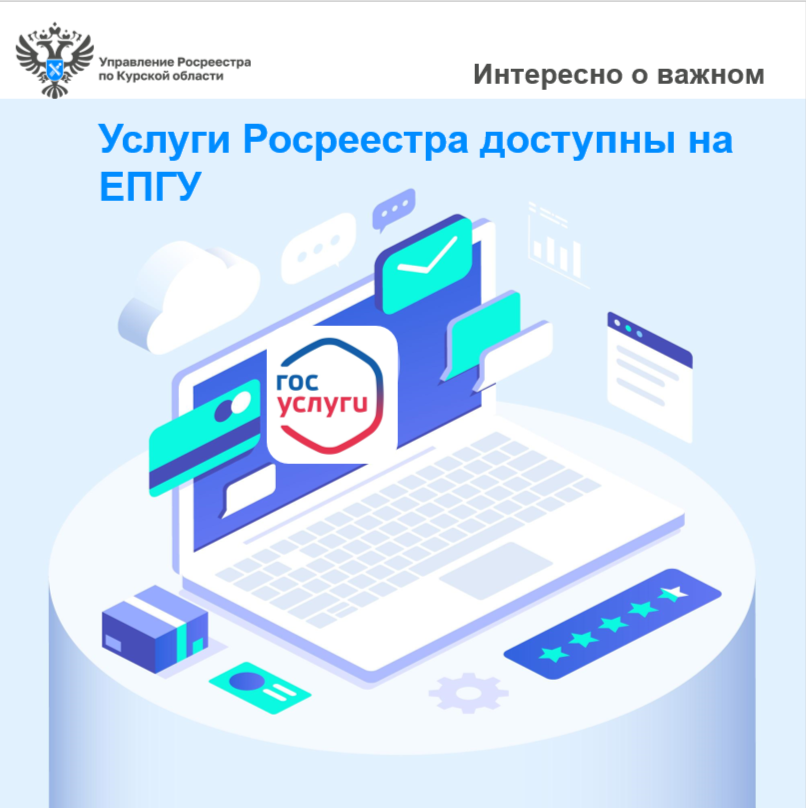 Управление Росреестра
по Курской области
Интересно о важном
Услуги Росреестра доступны на
ЕПГУ
гос
услуги